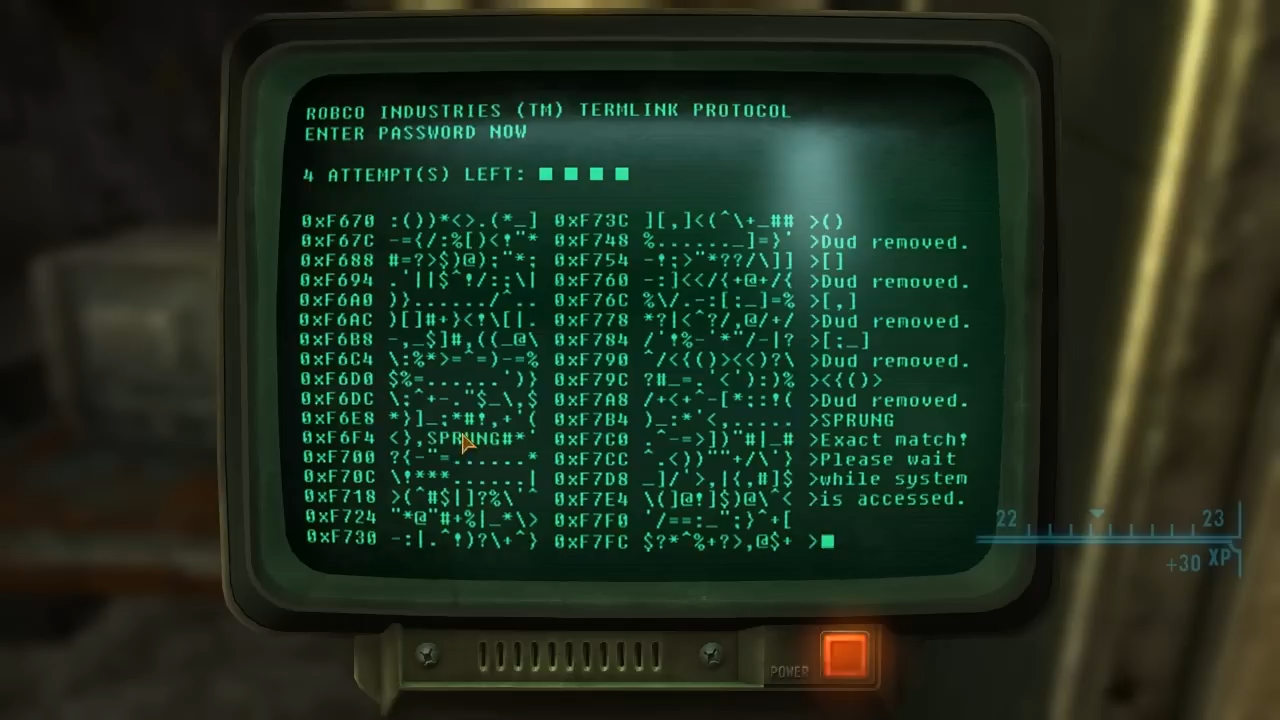 ROBCO INDUSTRIES (TM) TERMLINK PROTOCOL
ENTER PASSWORD NOW
4 ATTEMPT(S) LEFT: ■ ■ ■ ■
0xF670 :())*<>.(*_] 0xF73C ][,]<(^\+_## >()
0xF67C -={/:%[)<!"* 0xF748 %......._]=}' >Dud removed.
0xF688 #=?>$)@);"*; 0xF754 -!;>"*??/\]] >[]
0xF694 .'||$^!/:;\| 0xF760 -:]<</{+@+/{ >Dud removed.
0xF6A0 )}....../^.. 0xF76C %\/.-:[:_]=% >[,]
0xF6AC )[]#+}<!\[|. 0xF778 *?|<^?/,@/+/ >Dud removed.
0xF6B8 -,_$]#,((_@\ 0xF784 /'!%-'*"/-|? >[:_]
0xF6C4 \:%*>=^=)-=% 0xF790 ^/<{()><<)?\ >Dud removed.
0xF6D0 $%=......')} 0xF79C ?#_=.'<'):)% ><{()>
0xF6DC \;^+-."$_\,$ 0xF7A8 /+<+^-[*::!( >Dud removed.
0xF6E8 *}]_;*#!,+'( 0xF7B4 )_:*'<,..... >SPRUNG
0xF6F4 <},SPRUNG#*' 0xF7C0 .^-=>])"#|_# >Exact match!
0xF700 ?{-"=......* 0xF7CC ^.<))""+/\'} >Please wait
0xF70C \!***......| 0xF7D8 _]/`>,|{,#]$ >while system
0xF718 >(^#$|]?%\'^ 0xF7E4 \(]@!]$)@\^< >is accessed.
0xF724 "*@"#+%|_*\> 0xF7F0 '/==:_";}^+[
0xF730 -:|.^!)?\+^} 0xF7FC $?*^%+?>,@$+ >■
22 23
+30 XP
POWER